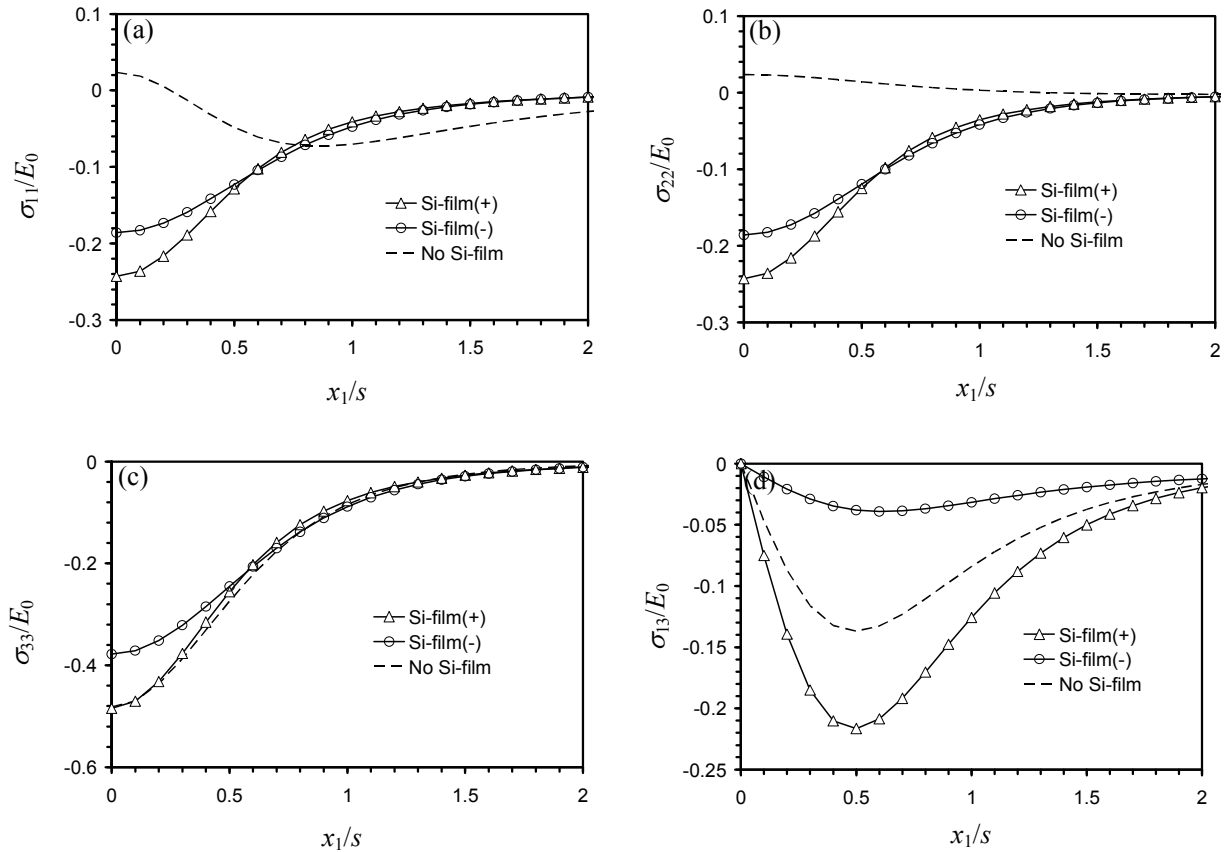 (a)
0.1
0
-0.1
-0.2
-0.3
σ11/E0
Si-film(+)
Si-film(-)
No Si-film
0 0.5 1 1.5 2
x1/s
(b)
0.1
0
-0.1
-0.2
-0.3
σ22/E0
Si-film(+)
Si-film(-)
No Si-film
0 0.5 1 1.5 2
x1/s
(c)
0
-0.2
-0.4
-0.6
σ33/E0
Si-film(+)
Si-film(-)
No Si-film
0 0.5 1 1.5 2
x1/s
(d)
0
-0.05
-0.1
-0.15
-0.2
-0.25
σ13/E0
Si-film(+)
Si-film(-)
No Si-film
0 0.5 1 1.5 2
x1/s